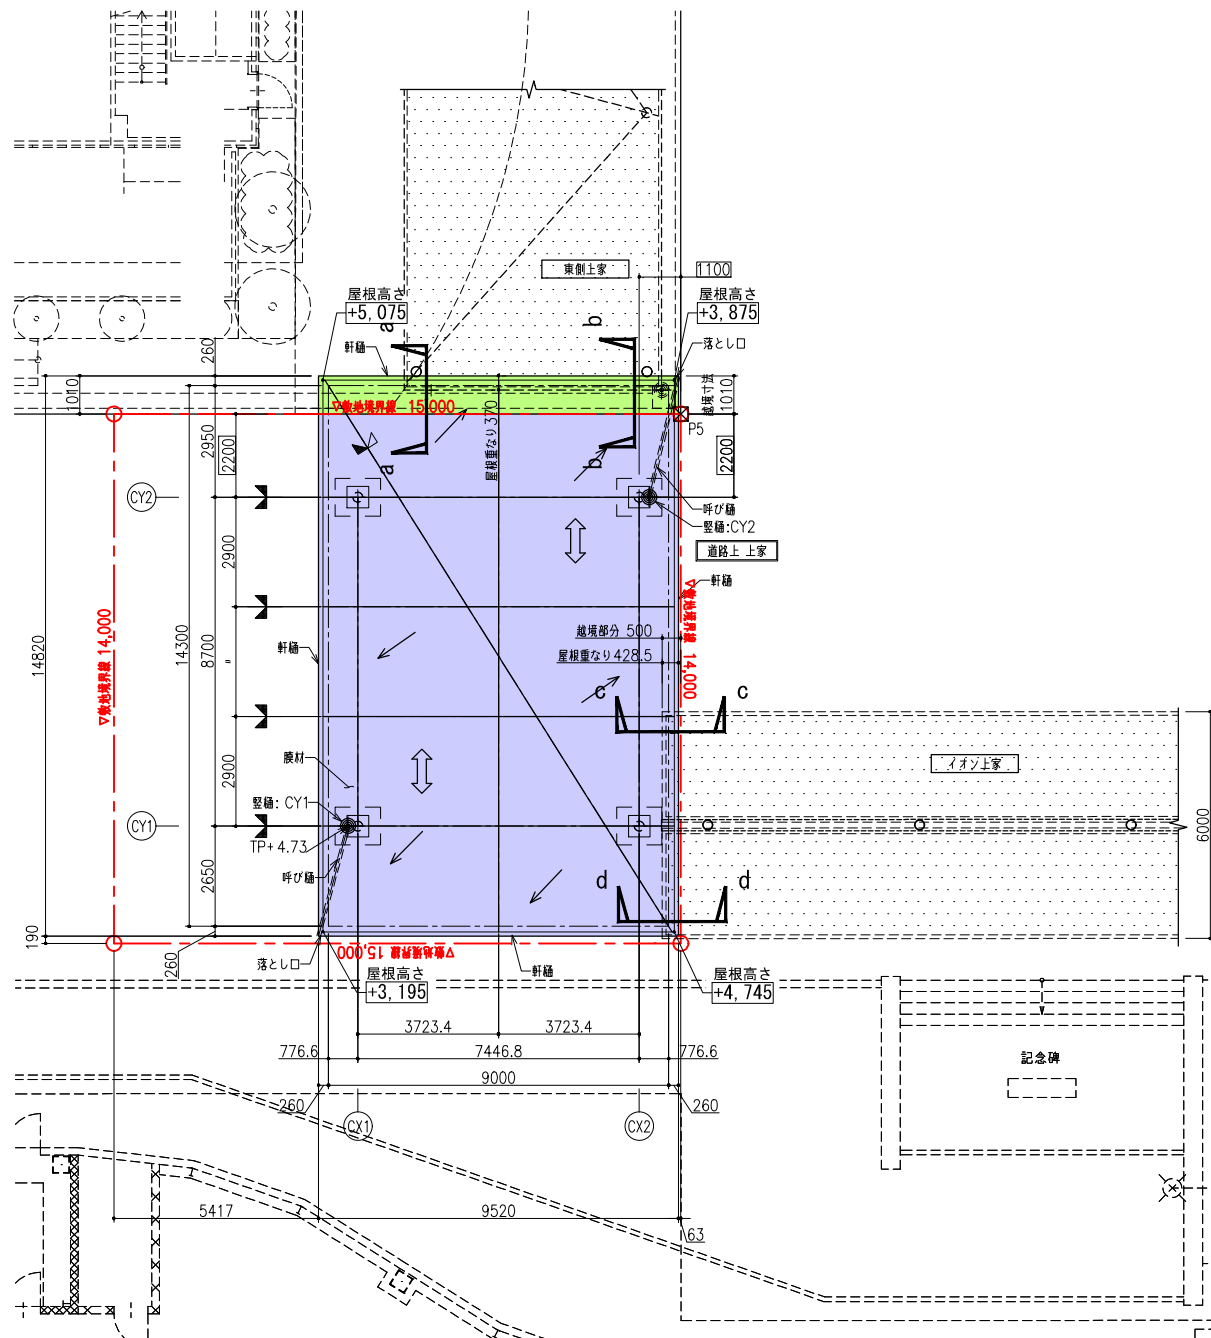 東側上家
1100
屋根高さ
+5,075
屋根高さ
+3,875
a
b
軒樋
落とし口
260
1010
越境寸法
1010
▽敷地境界線 15,000
P5
2950
2200
屋根重なり370
a
b
2200
CY2
呼び樋
竪樋:CY2
道路上 上家
2900
軒樋
▽敷地境界線 14,000
▽敷地境界線 14,000
越境部分 500
屋根重なり428.5
14820
14300
8700
〃
軒樋
c
c
2900
膜材
イオン上家
竪樋: CY1
CY1
TP+4.73
6000
呼び樋
2650
d
d
190
260
▽敷地境界線 15,000
落とし口
軒樋
屋根高さ
+3,195
屋根高さ
+4,745
3723.4
3723.4
776.6
7446.8
776.6
9000
260
260
記念碑
CX1
CX2
5417
9520
63